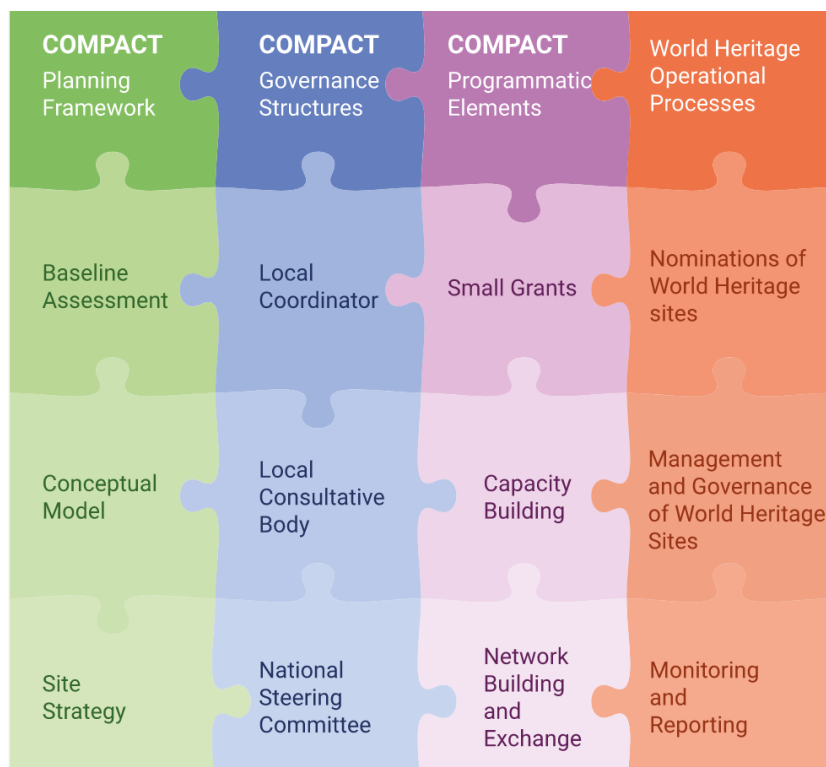 COMPACT
Planning
Framework
COMPACT
Governance
Structures
COMPACT
Programmatic
Elements
World Heritage
Operational
Processes
Baseline
Assessment
Local
Coordinator
Small Grants
Nominations of
World Heritage
sites
Conceptual
Model
Local
Consultative
Body
Capacity
Building
Management
and Governance
of World Heritage
Sites
Site
Strategy
National
Steering
Committee
Network
Building
and
Exchange
Monitoring
and
Reporting